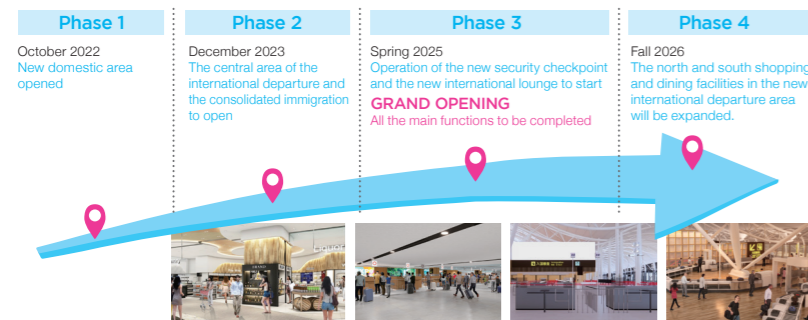 Phase 1
October 2022
New domestic area
opened
Phase 2
December 2023
The central area of the
international departure and
the consolidated immigration
to open
Phase 3
Spring 2025
Operation of the new security checkpoint
and the new international lounge to start
GRAND OPENING
All the main functions to be completed
Phase 4
Fall 2026
The north and south shopping
and dining facilities in the new
international departure area
will be expanded.